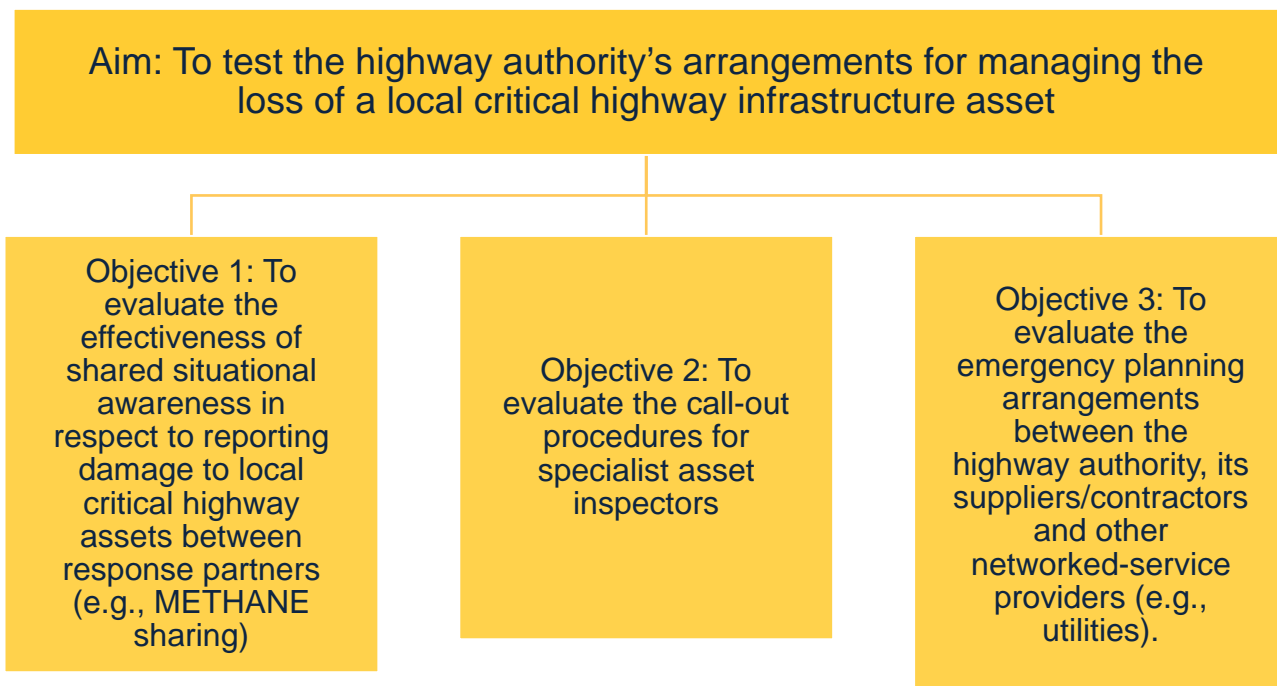 Aim: To test the highway authority’s arrangements for managing the
loss of a local critical highway infrastructure asset
Objective 1: To
evaluate the
effectiveness of
shared situational
awareness in
respect to reporting
damage to local
critical highway
assets between
response partners
(e.g., METHANE
sharing)
Objective 2: To
evaluate the call-out
procedures for
specialist asset
inspectors
Objective 3: To
evaluate the
emergency planning
arrangements
between the
highway authority, its
suppliers/contractors
and other
networked-service
providers (e.g.,
utilities).